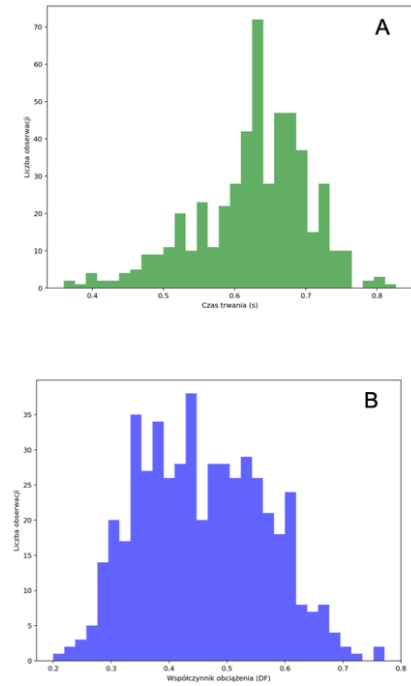 A
70
60
50
40
30
20
10
0
0.4 0.5 0.6 0.7 0.8
Liczba obserwacji
Czas trwania (s)
B
35
30
25
20
15
10
5
0
0.2 0.3 0.4 0.5 0.6 0.7 0.8
Liczba obserwacji
Współczynnik obciążenia (DF)